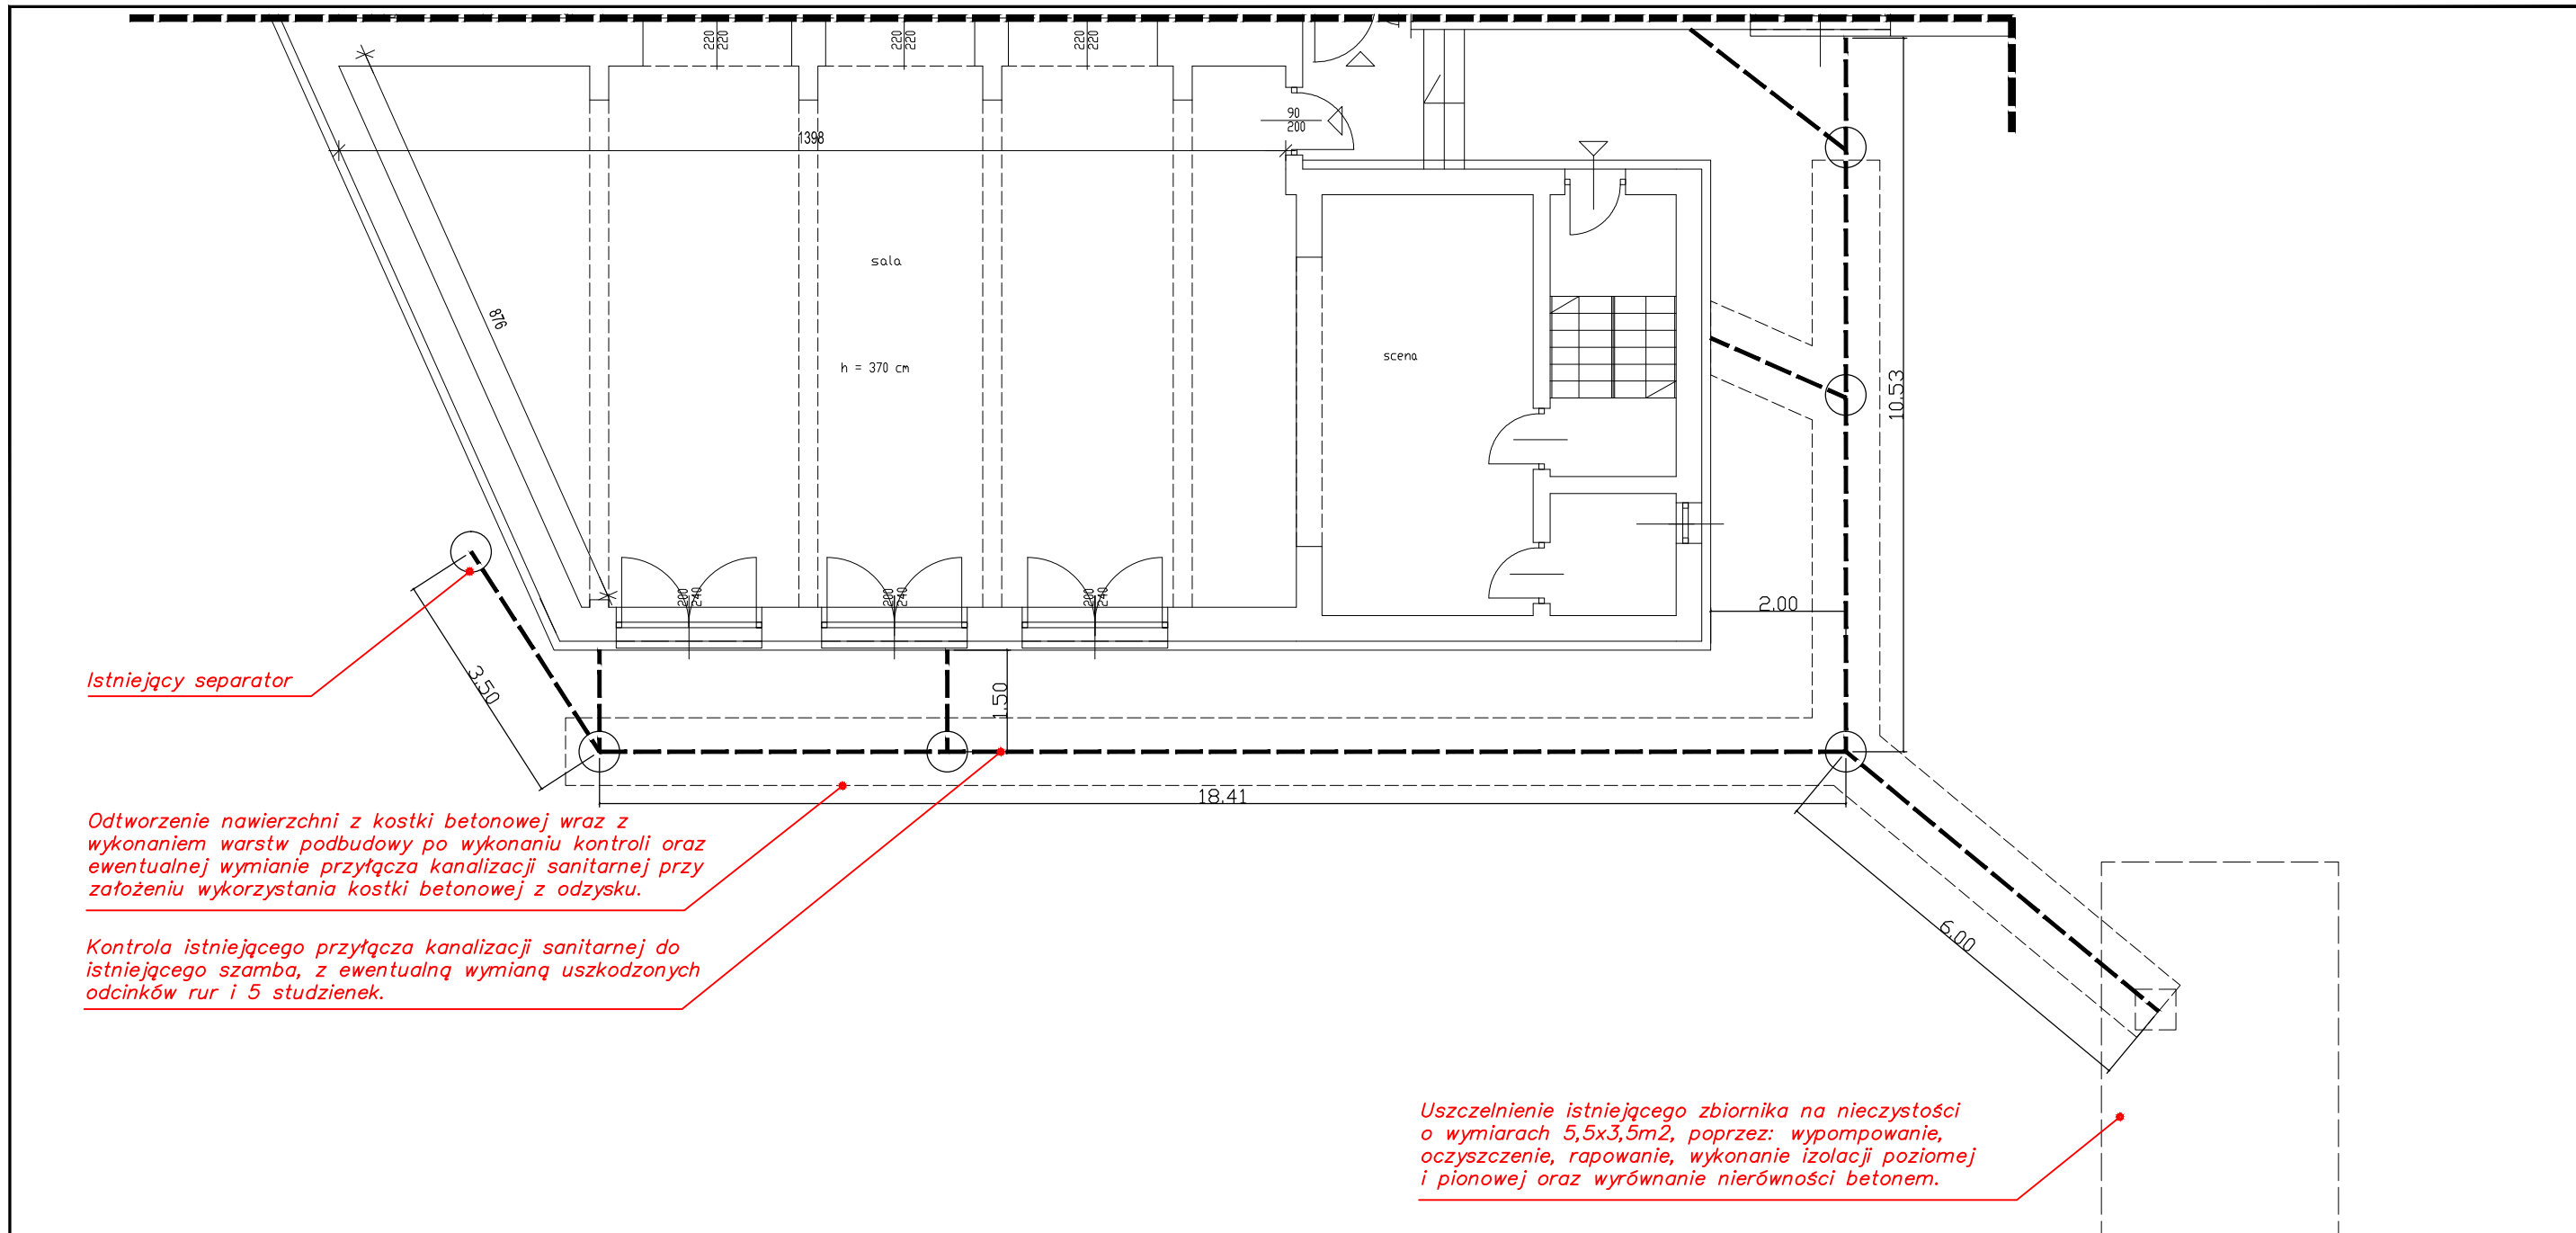 220
220
220
220
220
220
90
200
1398
sala
876
h = 370 cm
scena
10.53
200
240
200
240
200
240
2.00
3.50
1.50
18.41
6.00
Istniejący separator
Odtworzenie nawierzchni z kostki betonowej wraz z
wykonaniem warstw podbudowy po wykonaniu kontroli oraz
ewentualnej wymianie przyłącza kanalizacji sanitarnej przy
założeniu wykorzystania kostki betonowej z odzysku.
Kontrola istniejącego przyłącza kanalizacji sanitarnej do
istniejącego szamba, z ewentualną wymianą uszkodzonych
odcinków rur i 5 studzienek.
Uszczelnienie istniejącego zbiornika na nieczystości
o wymiarach 5,5x3,5m2, poprzez: wypompowanie,
oczyszczenie, rapowanie, wykonanie izolacji poziomej
i pionowej oraz wyrównanie nierówności betonem.